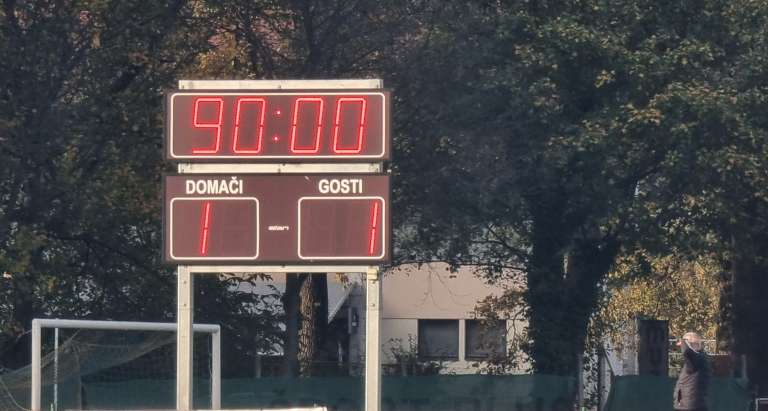 90:00
DOMAČI GOSTI
1 - 1